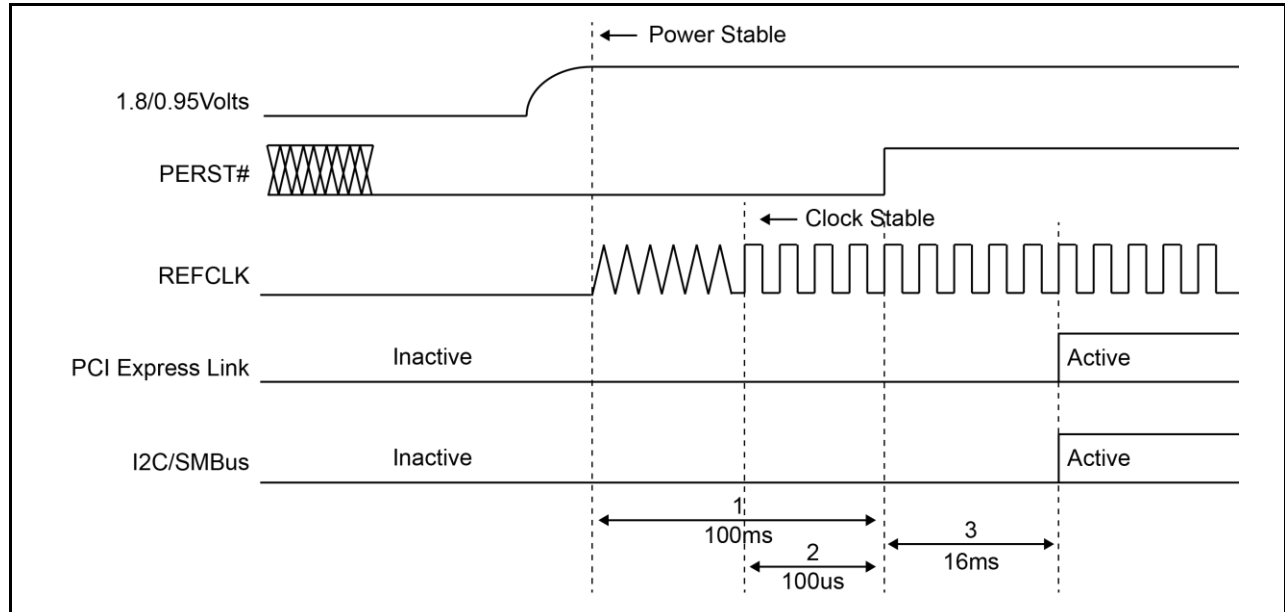 Power Stable
1.8/0.95Volts
PERST#
Clock Stable
REFCLK
PCI Express Link
Inactive
Active
I2C/SMBus
Inactive
Active
1
100ms
2
100us
3
16ms